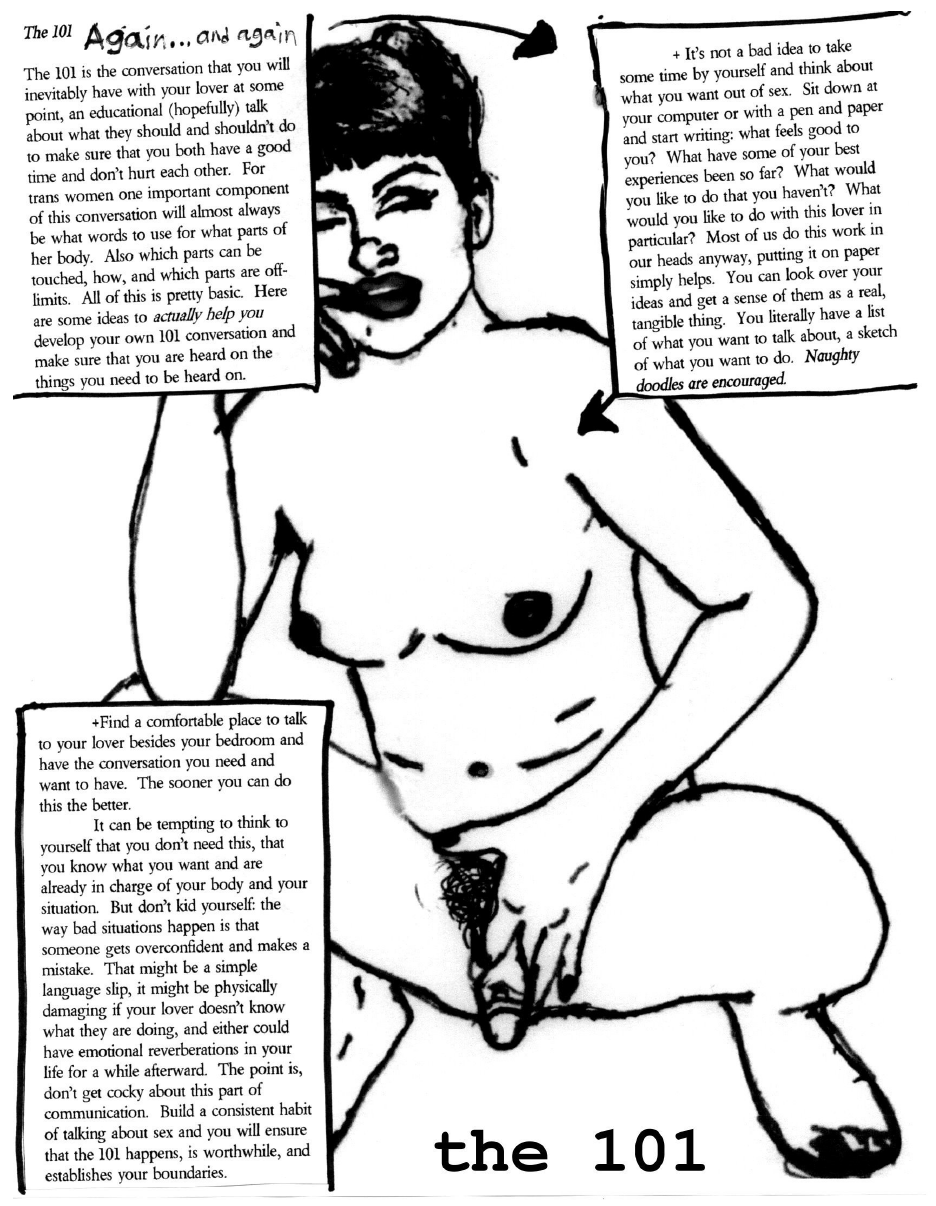 The 101 Again... and again
The 101 is the conversation that you will
inevitably have with your lover at some
point, an educational (hopefully) talk
about what they should and shouldn't do
to make sure that you both have a good
time and don't hurt each other. For
trans women one important component
of this conversation will almost always
be what words to use for what parts of
her body. Also which parts can be
touched, how, and which parts are off-
limits. All of this is pretty basic. Here
are some ideas to actually help you
develop your own 101 conversation and
make sure that you are heard on the
things you need to be heard on.
+ It's not a bad idea to take
some time by yourself and think about
what you want out of sex. Sit down at
your computer or with a pen and paper
and start writing: what feels good to
you? What have some of your best
experiences been so far? What would
you like to do that you haven't? What
would you like to do with this lover in
particular? Most of us do this work in
our heads anyway, putting it on paper
simply helps. You can look over your
ideas and get a sense of them as a real,
tangible thing. You literally have a list
of what you want to talk about, a sketch
of what you want to do. Naughty
doodles are encouraged.
+Find a comfortable place to talk
to your lover besides your bedroom and
have the conversation you need and
want to have. The sooner you can do
this the better.
It can be tempting to think to
yourself that you don't need this, that
you know what you want and are
already in charge of your body and your
situation. But don't kid yourself: the
way bad situations happen is that
someone gets overconfident and makes a
mistake. That might be a simple
language slip, it might be physically
damaging if your lover doesn't know
what they are doing, and either could
have emotional reverberations in your
life for a while afterward. The point is,
don't get cocky about this part of
communication. Build a consistent habit
of talking about sex and you will ensure
that the 101 happens, is worthwhile, and
establishes your boundaries.
the 101